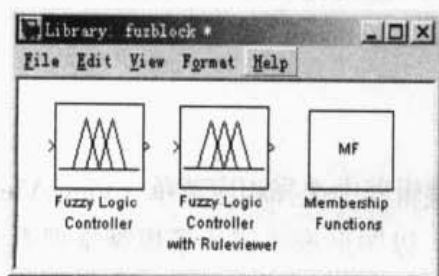 Library: fuzblock *
File Edit View Format Help
MF
Fuzzy Logic
Controller
Fuzzy Logic
Controller
with Ruleviewer
Membership
Functions